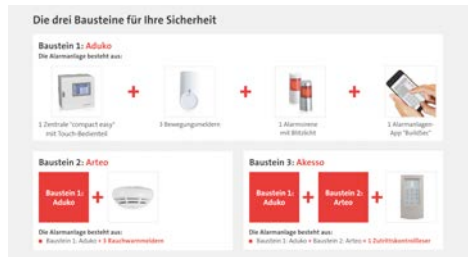 Die drei Bausteine für Ihre Sicherheit
Baustein 1: Aduko
Die Alarmanlage besteht aus:
+ + +
1 Zentrale "compact easy"
mit Touch-Bedienteil
3 Bewegungsmeldern
1 Alarmsirene
mit Blitzlicht
1 Alarmanlagen-
App "BuildSec"
Baustein 2: Arteo
Baustein 1:
Aduko
+
Die Alarmanlage besteht aus:
Baustein 1: Aduko + 3 Rauchwarnmeldern
Baustein 3: Akesso
Baustein 1:
Aduko
+
Baustein 2:
Arteo
+
Die Alarmanlage besteht aus:
Baustein 1: Aduko + Baustein 2: Arteo + 1 Zutrittskontrollleser